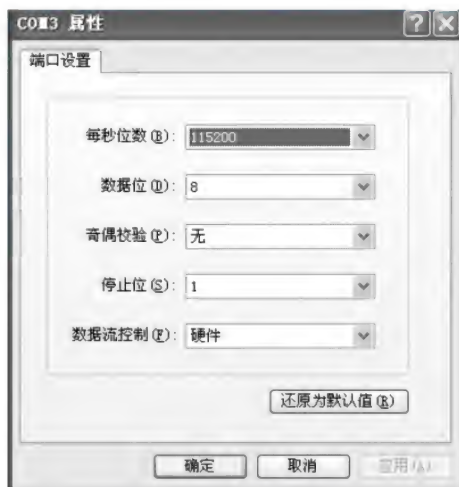 COM3 属性
端口设置
每秒位数(B): 115200
数据位(D): 8
奇偶校验(P): 无
停止位(S): 1
数据流控制(F): 硬件
还原为默认值(R)
确定 取消 应用(A)